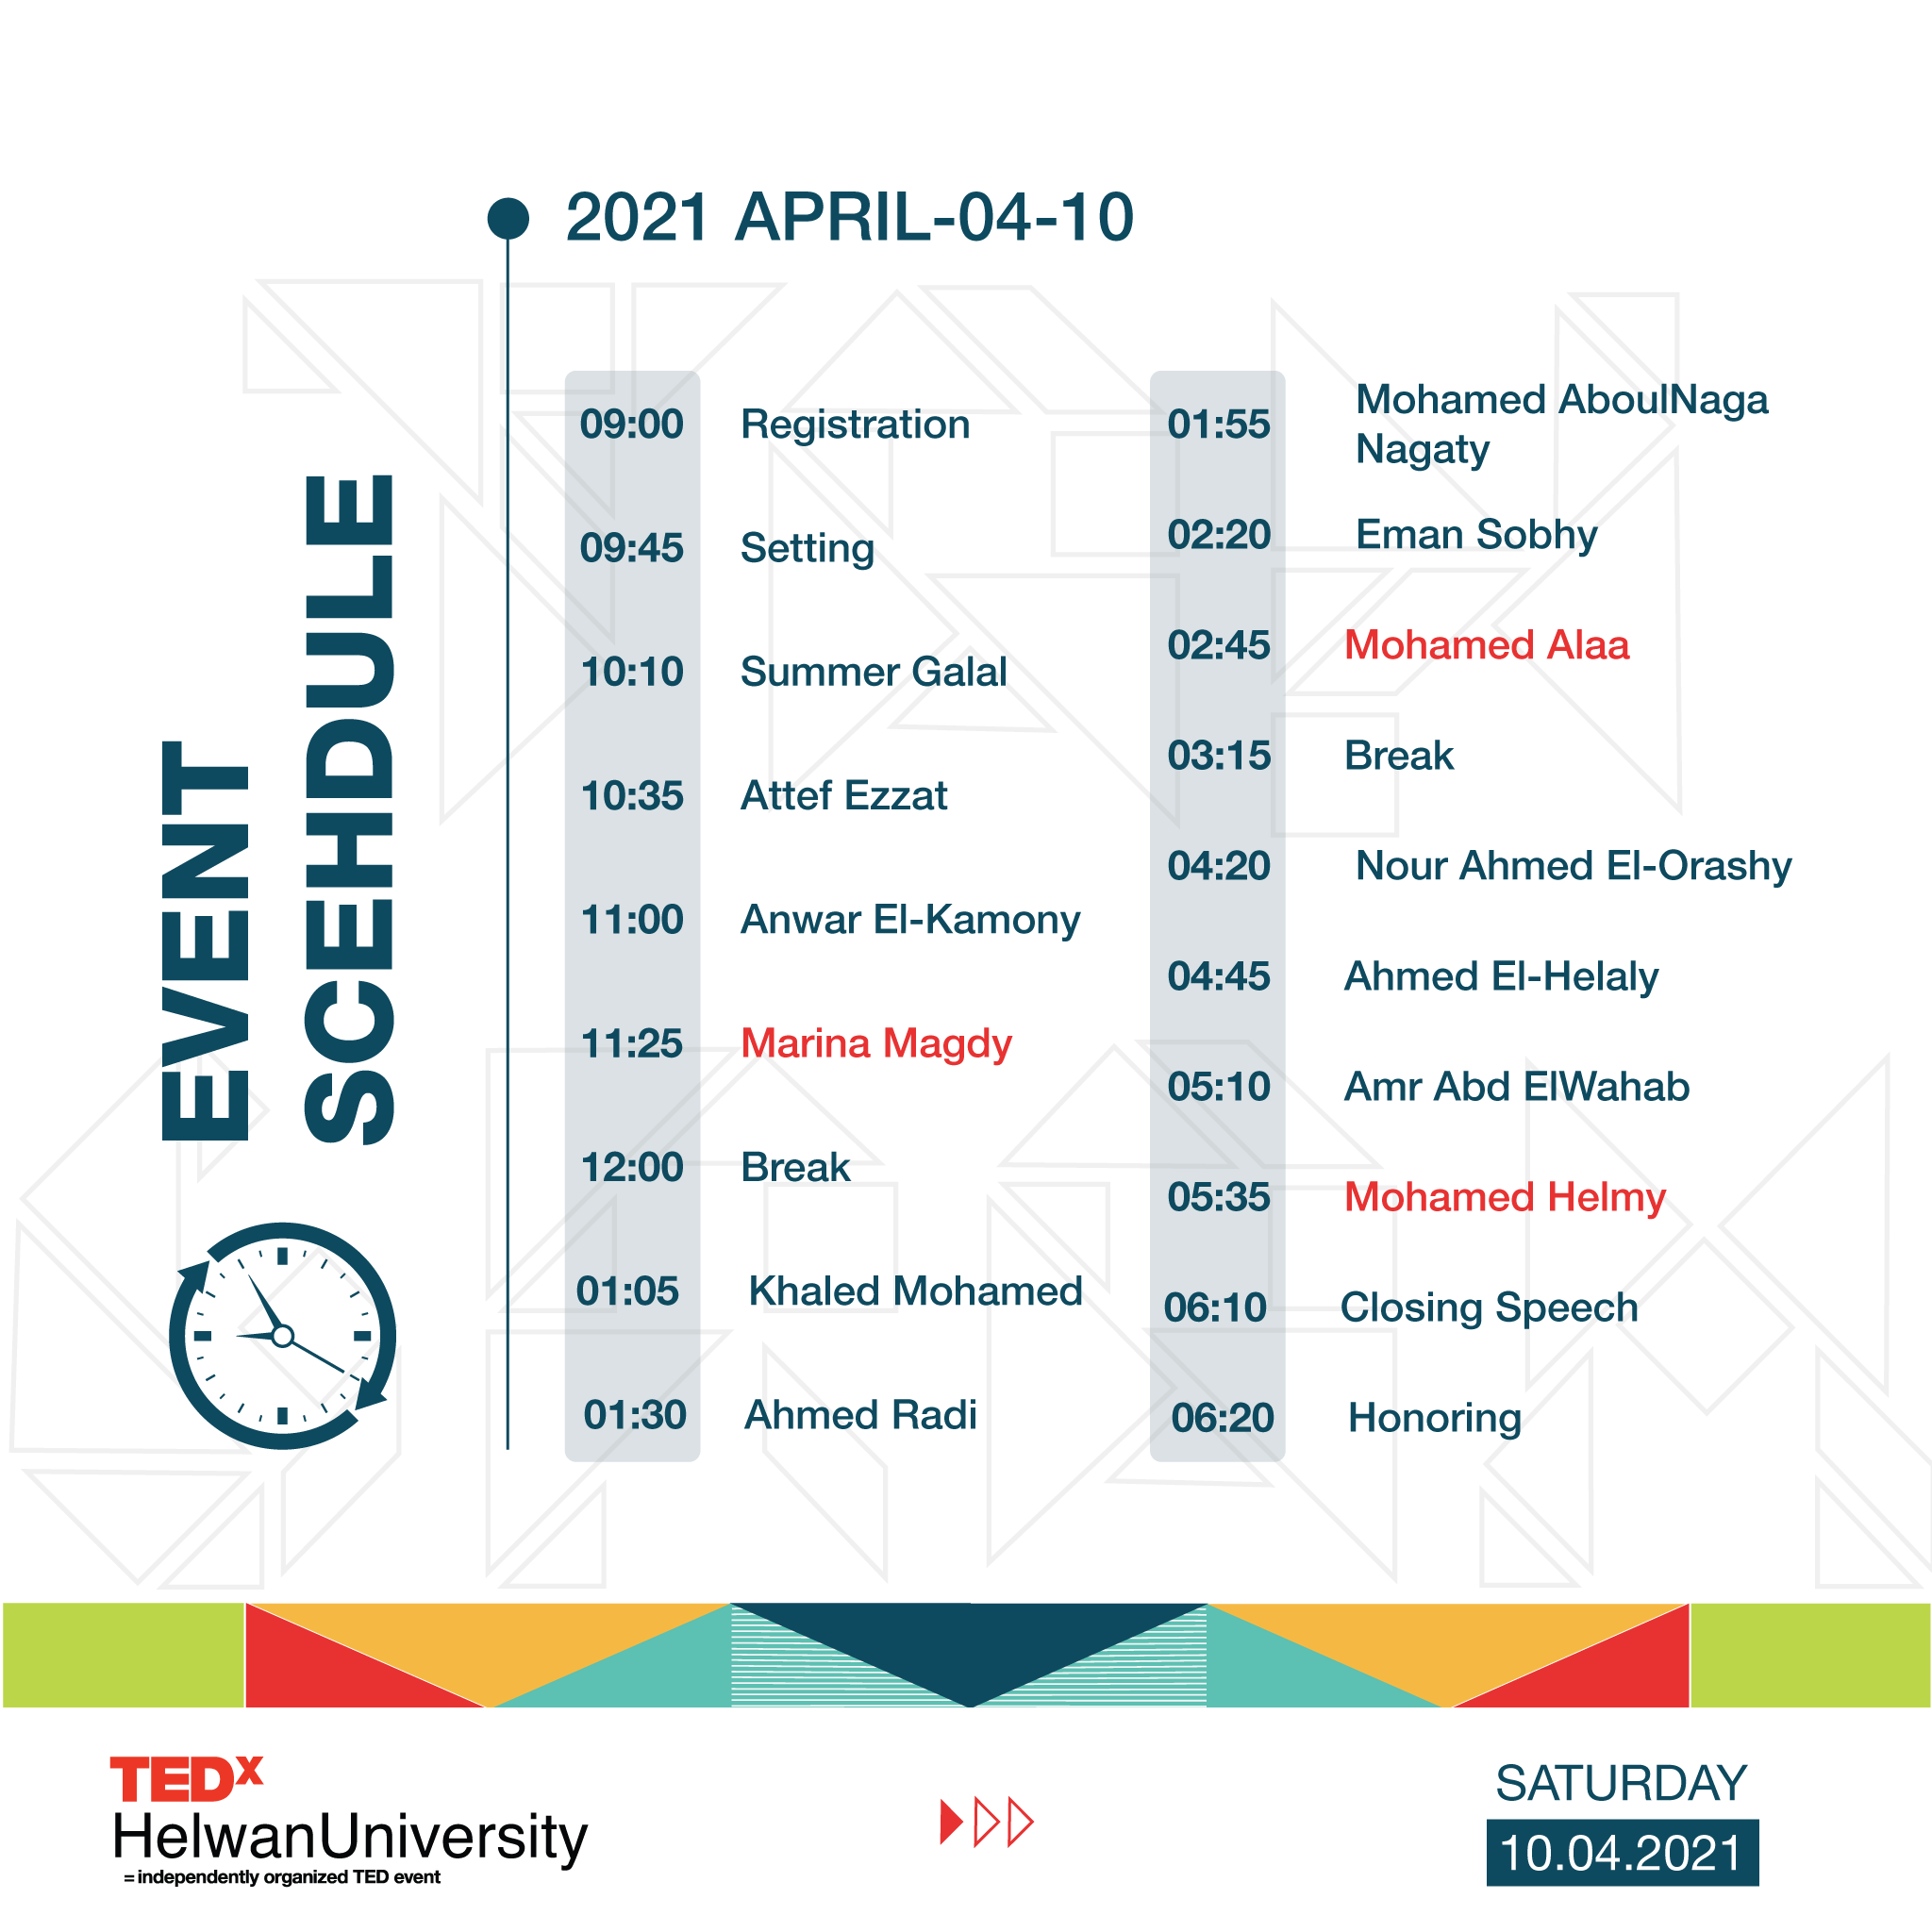 2021 APRIL-04-10
EVENT
SCEHDULE
09:00 Registration
09:45 Setting
10:10 Summer Galal
10:35 Attef Ezzat
11:00 Anwar El-Kamony
11:25 Marina Magdy
12:00 Break
01:05 Khaled Mohamed
01:30 Ahmed Radi
01:55 Mohamed AboulNaga
Nagaty
02:20 Eman Sobhy
02:45 Mohamed Alaa
03:15 Break
04:20 Nour Ahmed El-Orashy
04:45 Ahmed El-Helaly
05:10 Amr Abd ElWahab
05:35 Mohamed Helmy
06:10 Closing Speech
06:20 Honoring
TEDx
HelwanUniversity
= independently organized TED event
SATURDAY
10.04.2021